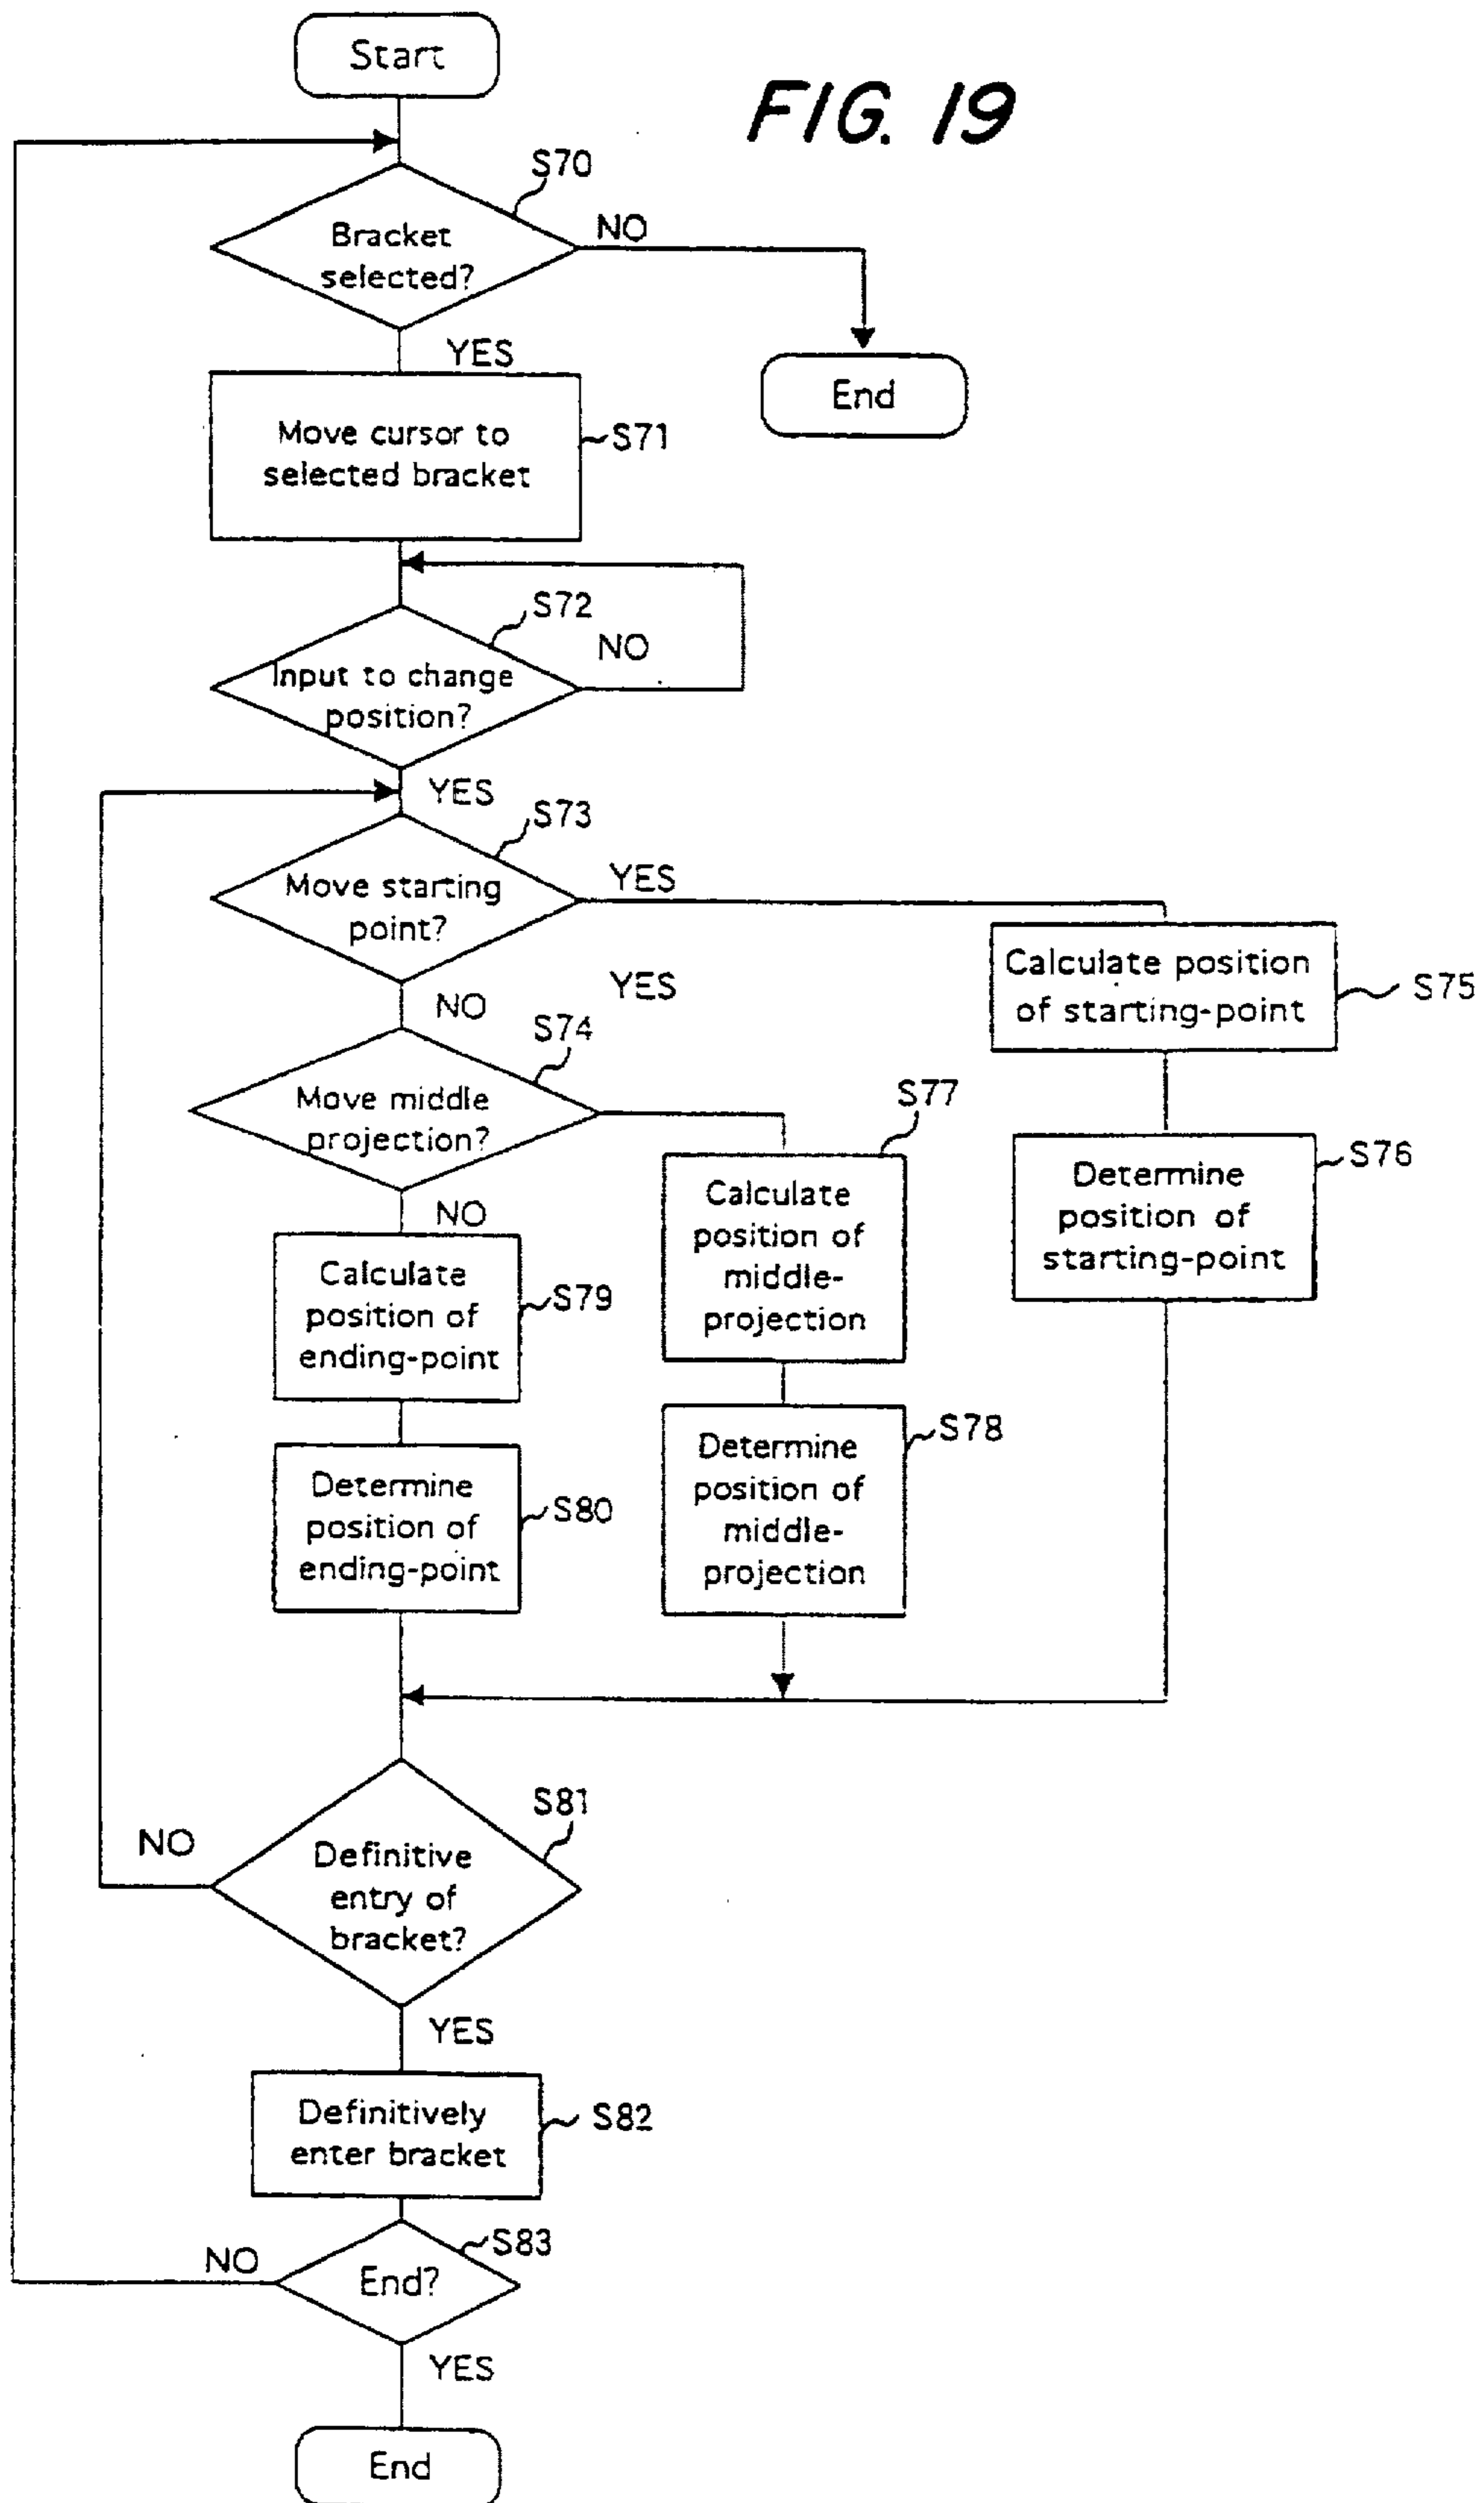 Start
FIG. 19
S70
Bracket
selected?
NO
YES
End
Move cursor to
selected bracket
S71
S72
Input to change
position?
NO
YES
S73
Move starting
point?
YES
Calculate position
of starting-point
S75
YES
NO
S74
Move middle
projection?
S77
Calculate
position of
middle-
projection
Determine
position of
starting-point
S76
NO
Calculate
position of
ending-point
S79
Determine
position of
middle-
projection
S78
Determine
position of
ending-point
S80
S81
NO
Definitive
entry of
bracket?
YES
Definitively
enter bracket
S82
S83
NO
End?
YES
End